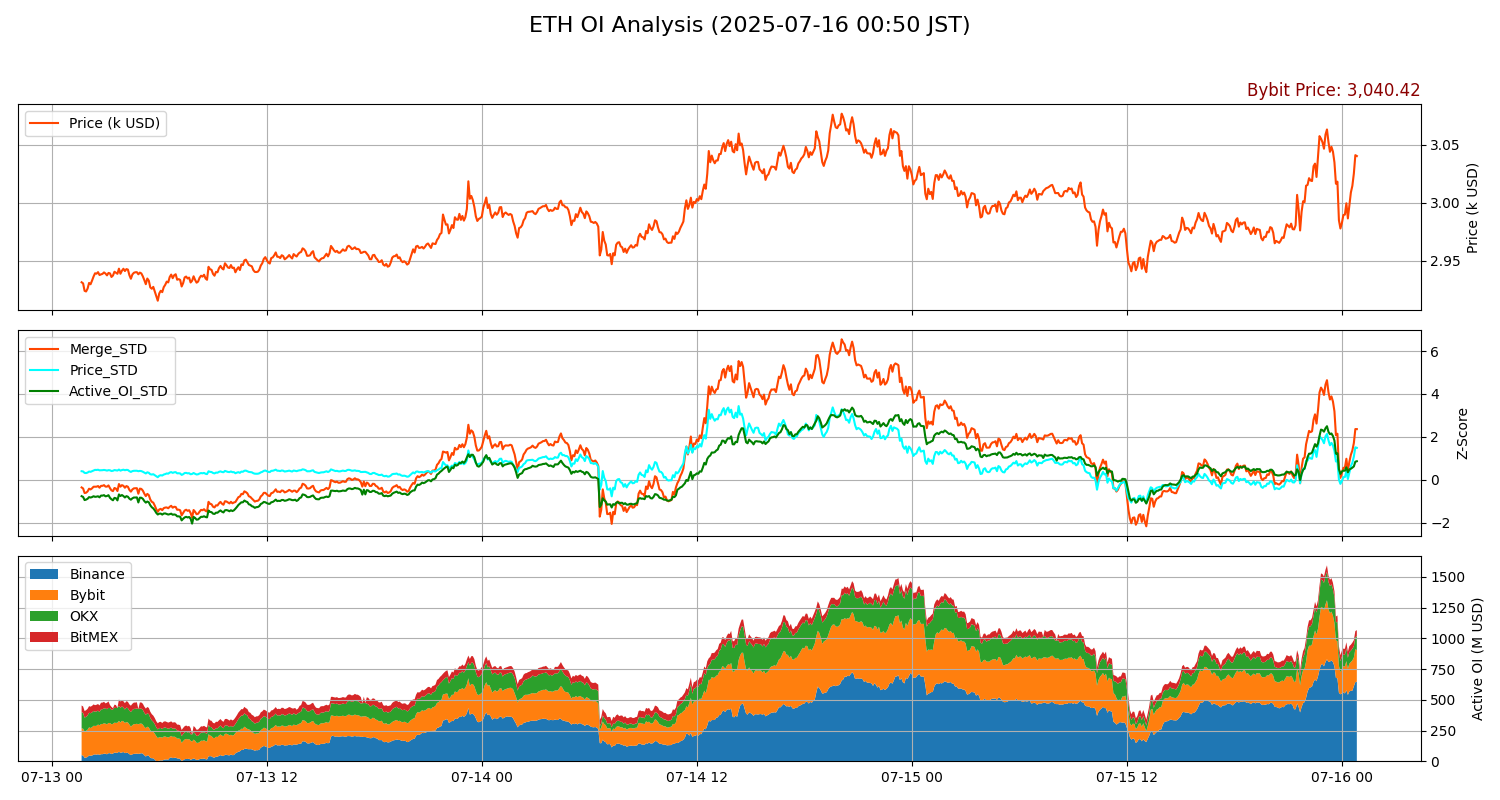 ETH OI Analysis (2025-07-16 00:50 JST)
Bybit Price: 3,040.42
Price (k USD)
3.05
3.00
2.95
Price (k USD)
Merge_STD
Price_STD
Active_OI_STD
6
4
2
0
−2
Z-Score
Binance
Bybit
OKX
BitMEX
1500
1250
1000
750
500
250
0
Active OI (M USD)
07-13 00
07-13 12
07-14 00
07-14 12
07-15 00
07-15 12
07-16 00